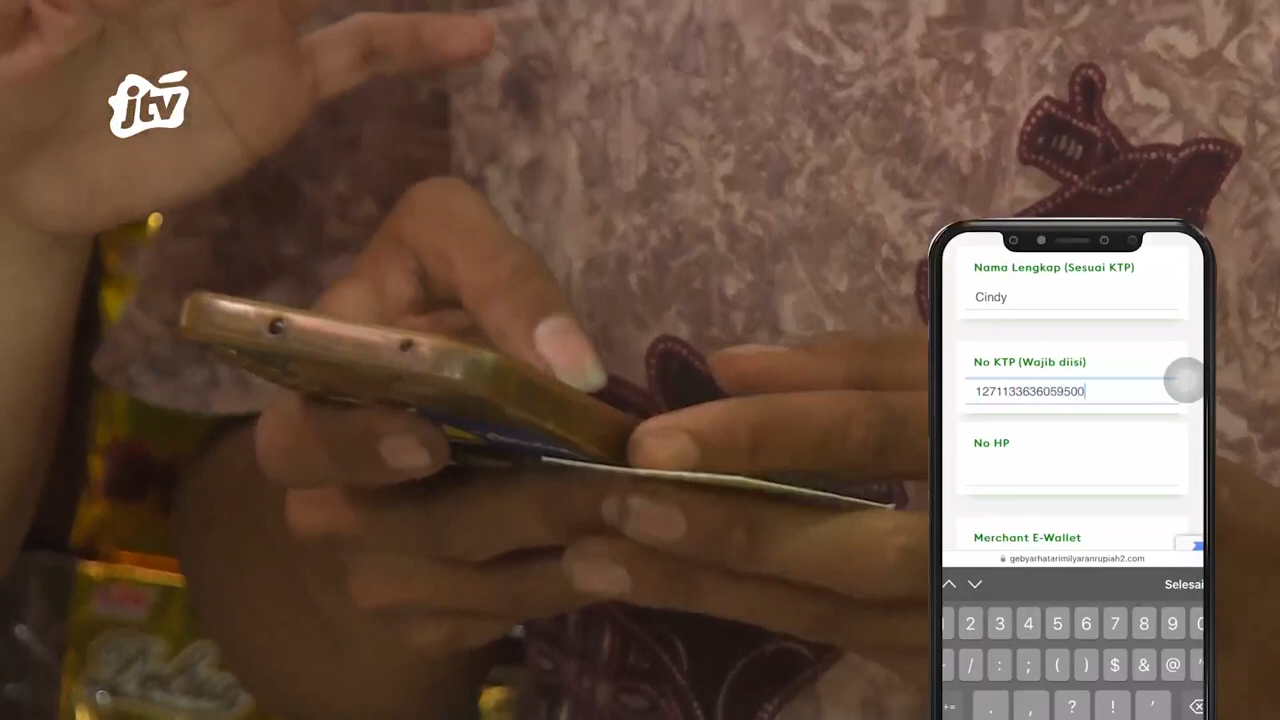 jtv
Nama Lengkap (Sesuai KTP)
Cindy
No KTP (Wajib diisi)
1271133636059500
No HP
Merchant E-Wallet
gebyarhatarimilyaranrupiah2.com
Selesai
2 3 4 5 6 7 8 9 0
/ : ; ( ) $ & @
. , ? ! '